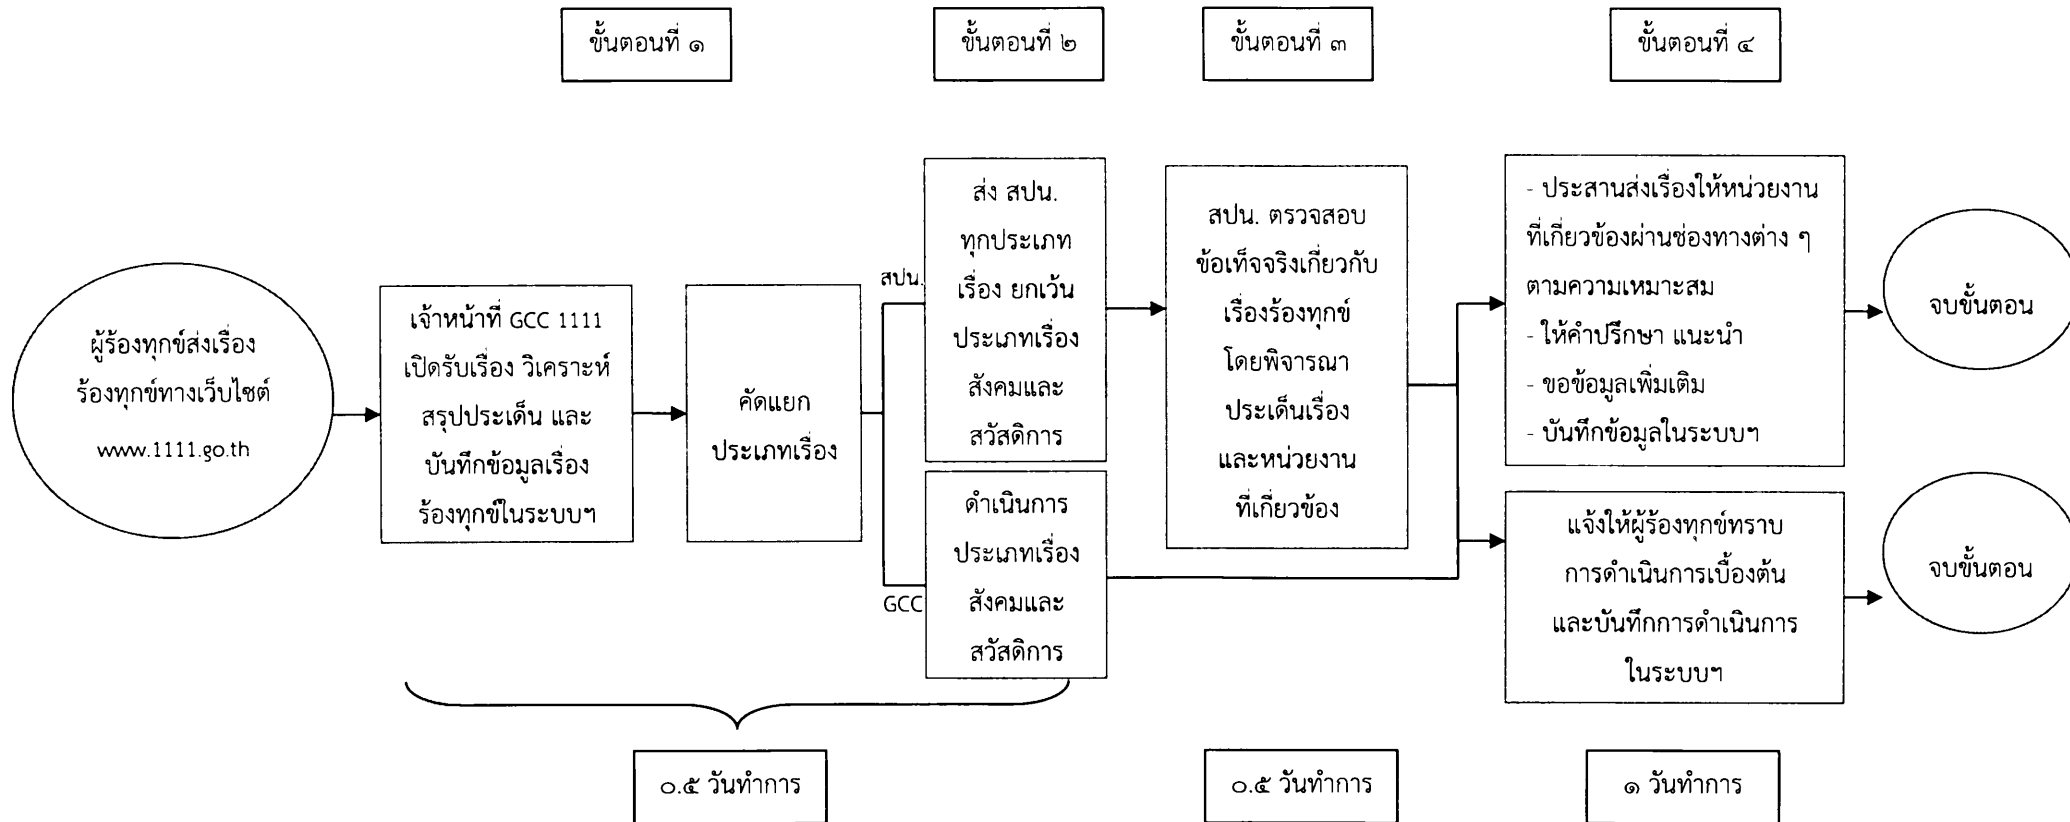 ขั้นตอนที่ ๑
ขั้นตอนที่ ๒
ขั้นตอนที่ ๓
ขั้นตอนที่ ๔
ผู้ร้องทุกข์ส่งเรื่อง
ร้องทุกข์ทางเว็บไซต์
www.1111.go.th
เจ้าหน้าที่ GCC 1111
เปิดรับเรื่อง วิเคราะห์
สรุปประเด็น และ
บันทึกข้อมูลเรื่อง
ร้องทุกข์ในระบบฯ
คัดแยก
ประเภทเรื่อง
สปน.
GCC
ส่ง สปน.
ทุกประเภท
เรื่อง ยกเว้น
ประเภทเรื่อง
สังคมและ
สวัสดิการ
ดำเนินการ
ประเภทเรื่อง
สังคมและ
สวัสดิการ
สปน. ตรวจสอบ
ข้อเท็จจริงเกี่ยวกับ
เรื่องร้องทุกข์
โดยพิจารณา
ประเด็นเรื่อง
และหน่วยงาน
ที่เกี่ยวข้อง
- ประสานส่งเรื่องให้หน่วยงาน
ที่เกี่ยวข้องผ่านช่องทางต่าง ๆ
ตามความเหมาะสม
- ให้คำปรึกษา แนะนำ
- ขอข้อมูลเพิ่มเติม
- บันทึกข้อมูลในระบบฯ
จบขั้นตอน
แจ้งให้ผู้ร้องทุกข์ทราบ
การดำเนินการเบื้องต้น
และบันทึกการดำเนินการ
ในระบบฯ
จบขั้นตอน
๐.๕ วันทำการ
๐.๕ วันทำการ
๑ วันทำการ